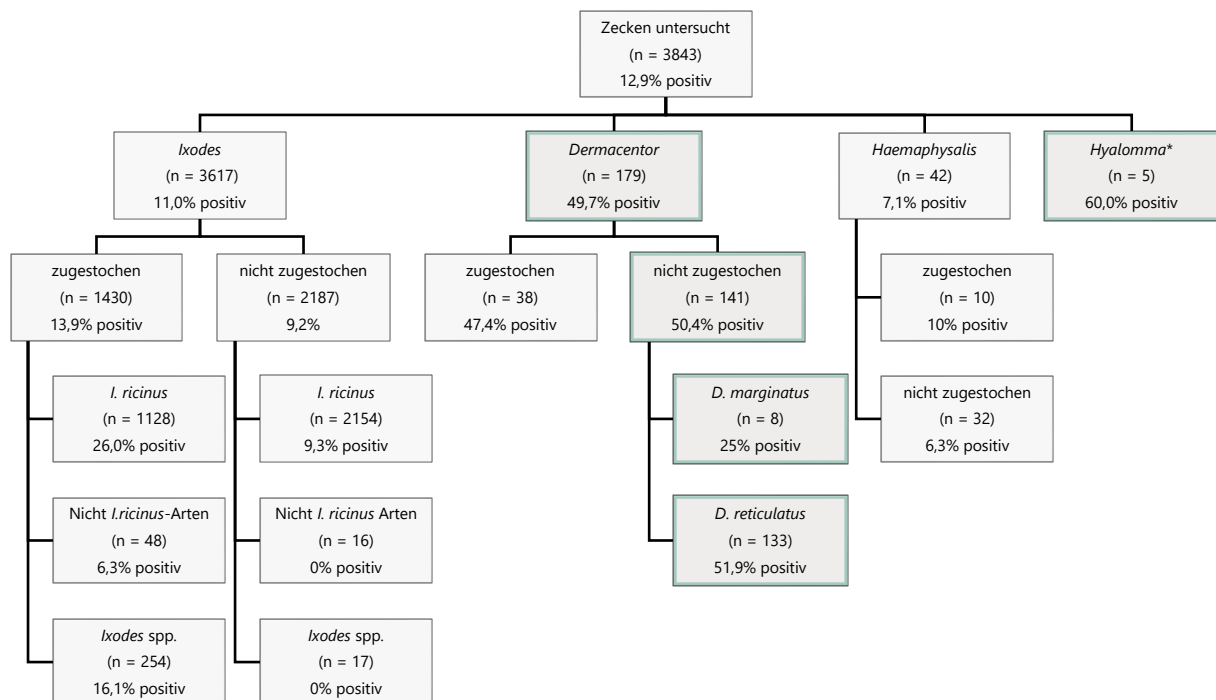 Zecken untersucht
(n = 3843)
12,9% positiv
Ixodes
(n = 3617)
11,0% positiv
Dermacentor
(n = 179)
49,7% positiv
Haemaphysalis
(n = 42)
7,1% positiv
Hyalomma*
(n = 5)
60,0% positiv
zugestochen
(n = 1430)
13,9% positiv
nicht zugestochen
(n = 2187)
9,2%
zugestochen
(n = 38)
47,4% positiv
nicht zugestochen
(n = 141)
50,4% positiv
zugestochen
(n = 10)
10% positiv
I. ricinus
(n = 1128)
26,0% positiv
I. ricinus
(n = 2154)
9,3% positiv
D. marginatus
(n = 8)
25% positiv
nicht zugestochen
(n = 32)
6,3% positiv
Nicht I.ricinus-Arten
(n = 48)
6,3% positiv
Nicht I. ricinus Arten
(n = 16)
0% positiv
D. reticulatus
(n = 133)
51,9% positiv
Ixodes spp.
(n = 254)
16,1% positiv
Ixodes spp.
(n = 17)
0% positiv